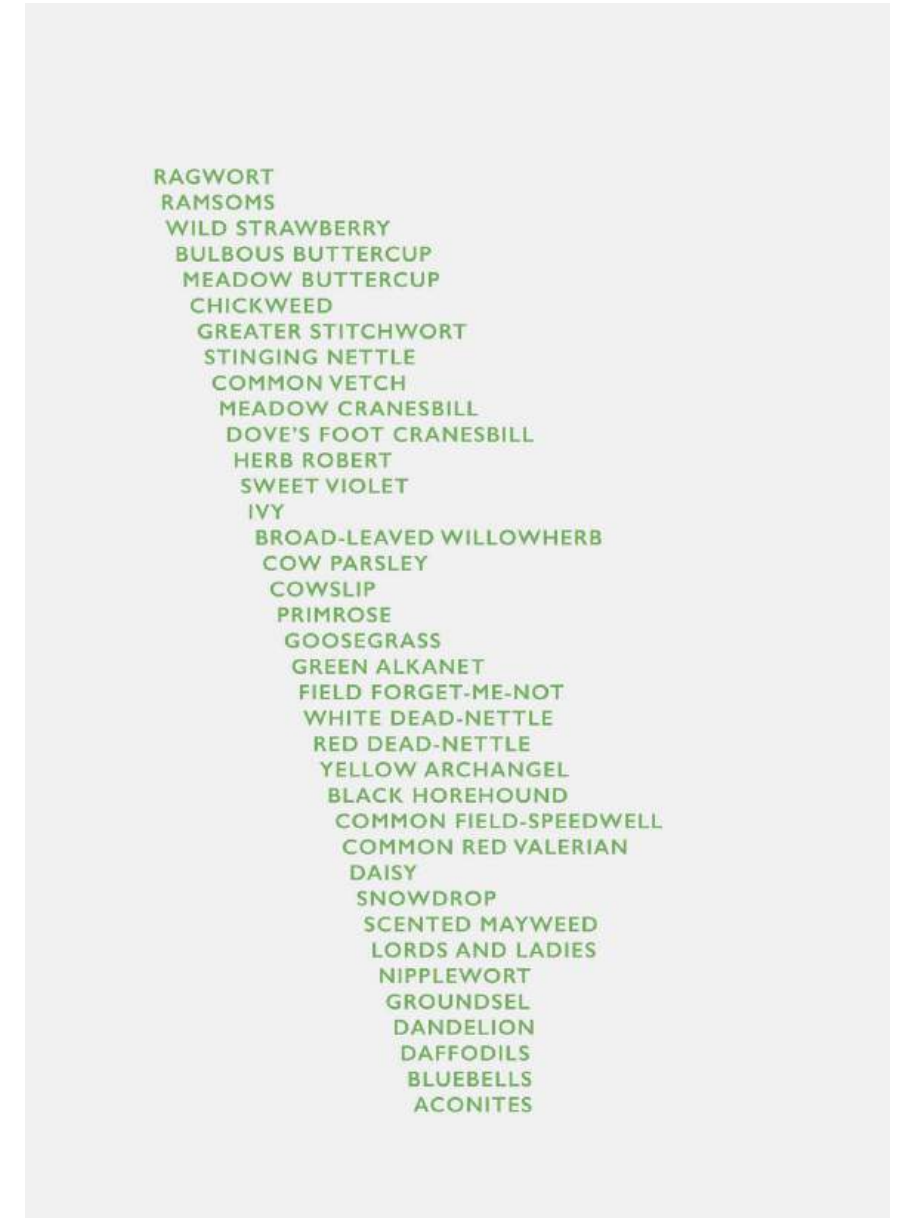 RAGWORT
RAMSOMS
WILD STRAWBERRY
BULBOUS BUTTERCUP
MEADOW BUTTERCUP
CHICKWEED
GREATER STITCHWORT
STINGING NETTLE
COMMON VETCH
MEADOW CRANESBILL
DOVE'S FOOT CRANESBILL
HERB ROBERT
SWEET VIOLET
IVY
BROAD-LEAVED WILLOWHERB
COW PARSLEY
COWSLIP
PRIMROSE
GOOSEGRASS
GREEN ALKANET
FIELD FORGET-ME-NOT
WHITE DEAD-NETTLE
RED DEAD-NETTLE
YELLOW ARCHANGEL
BLACK HOREHOUND
COMMON FIELD-SPEEDWELL
COMMON RED VALERIAN
DAISY
SNOWDROP
SCENTED MAYWEED
LORDS AND LADIES
NIPPLEWORT
GROUNDSEL
DANDELION
DAFFODILS
BLUEBELLS
ACONITES